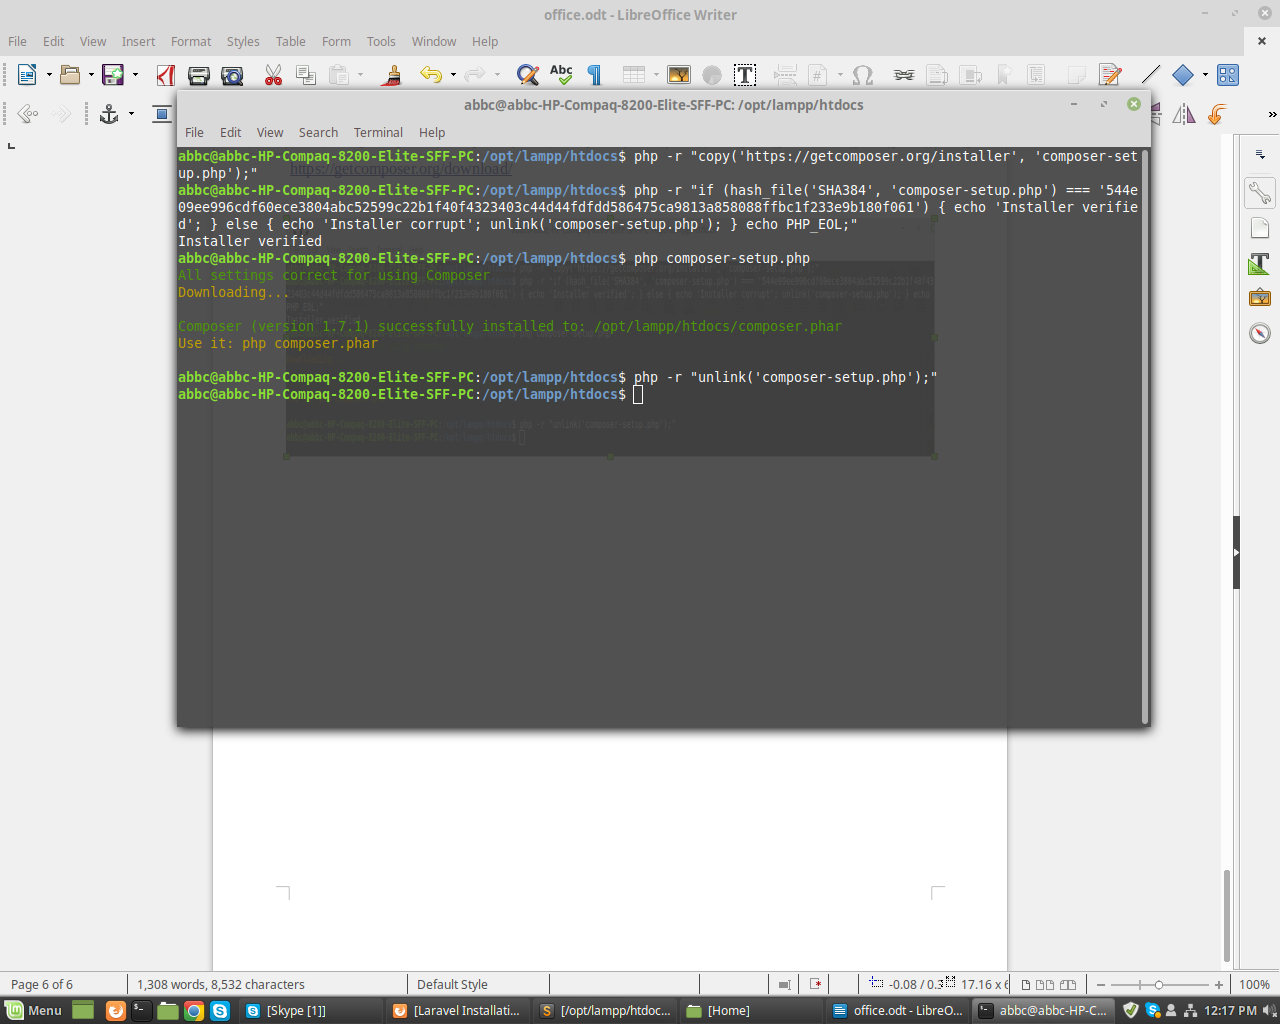 office.odt - LibreOffice Writer
File Edit View Insert Format Styles Table Form Tools Window Help
abbc@abbc-HP-Compaq-8200-Elite-SFF-PC: /opt/lampp/htdocs
File Edit View Search Terminal Help
https://getcomposer.org/download/
abbc@abbc-HP-Compaq-8200-Elite-SFF-PC:/opt/lampp/htdocs$ php -r "copy('https://getcomposer.org/installer', 'composer-set
up.php');"
abbc@abbc-HP-Compaq-8200-Elite-SFF-PC:/opt/lampp/htdocs$ php -r "if (hash_file('SHA384', 'composer-setup.php') === '544e
09ee996cdf60ece3804abc52599c22b1f40f4323403c44d44fdfdd586475ca9813a858088ffbc1f233e9b180f061') { echo 'Installer verifie
d'; } else { echo 'Installer corrupt'; unlink('composer-setup.php'); } echo PHP_EOL;"
Installer verified
abbc@abbc-HP-Compaq-8200-Elite-SFF-PC:/opt/lampp/htdocs$ php composer-setup.php
All settings correct for using Composer
Downloading...
Composer (version 1.7.1) successfully installed to: /opt/lampp/htdocs/composer.phar
Use it: php composer.phar
abbc@abbc-HP-Compaq-8200-Elite-SFF-PC:/opt/lampp/htdocs$ php -r "unlink('composer-setup.php');"
abbc@abbc-HP-Compaq-8200-Elite-SFF-PC:/opt/lampp/htdocs$
Page 6 of 6 1,308 words, 8,532 characters Default Style -0.08 / 0. 17.16 x 100%
Menu [Skype [1]] [Laravel Installati... [/opt/lampp/htdoc... [Home] office.odt - LibreO... abbc@abbc-HP-C... 12:17 PM